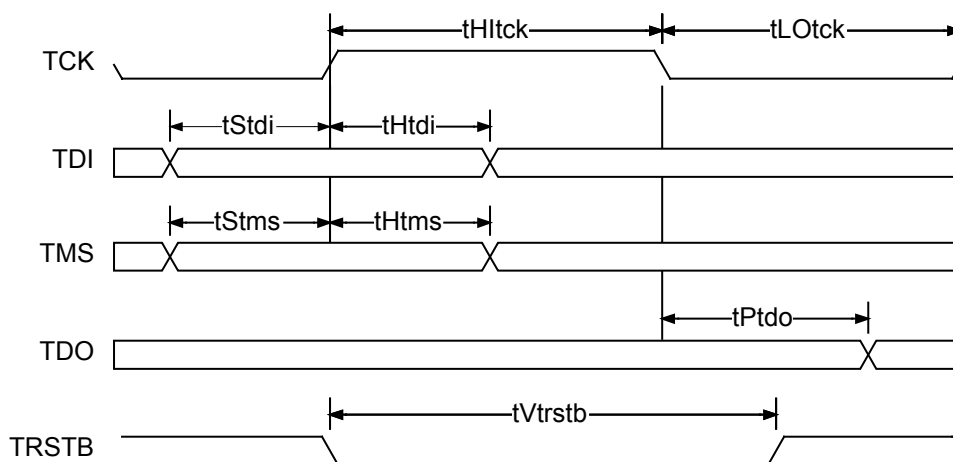 tHItck tLOtck
TCK
tStdi tHtdi
TDI
tStms tHtms
TMS
tPtdo
TDO
tVtrstb
TRSTB